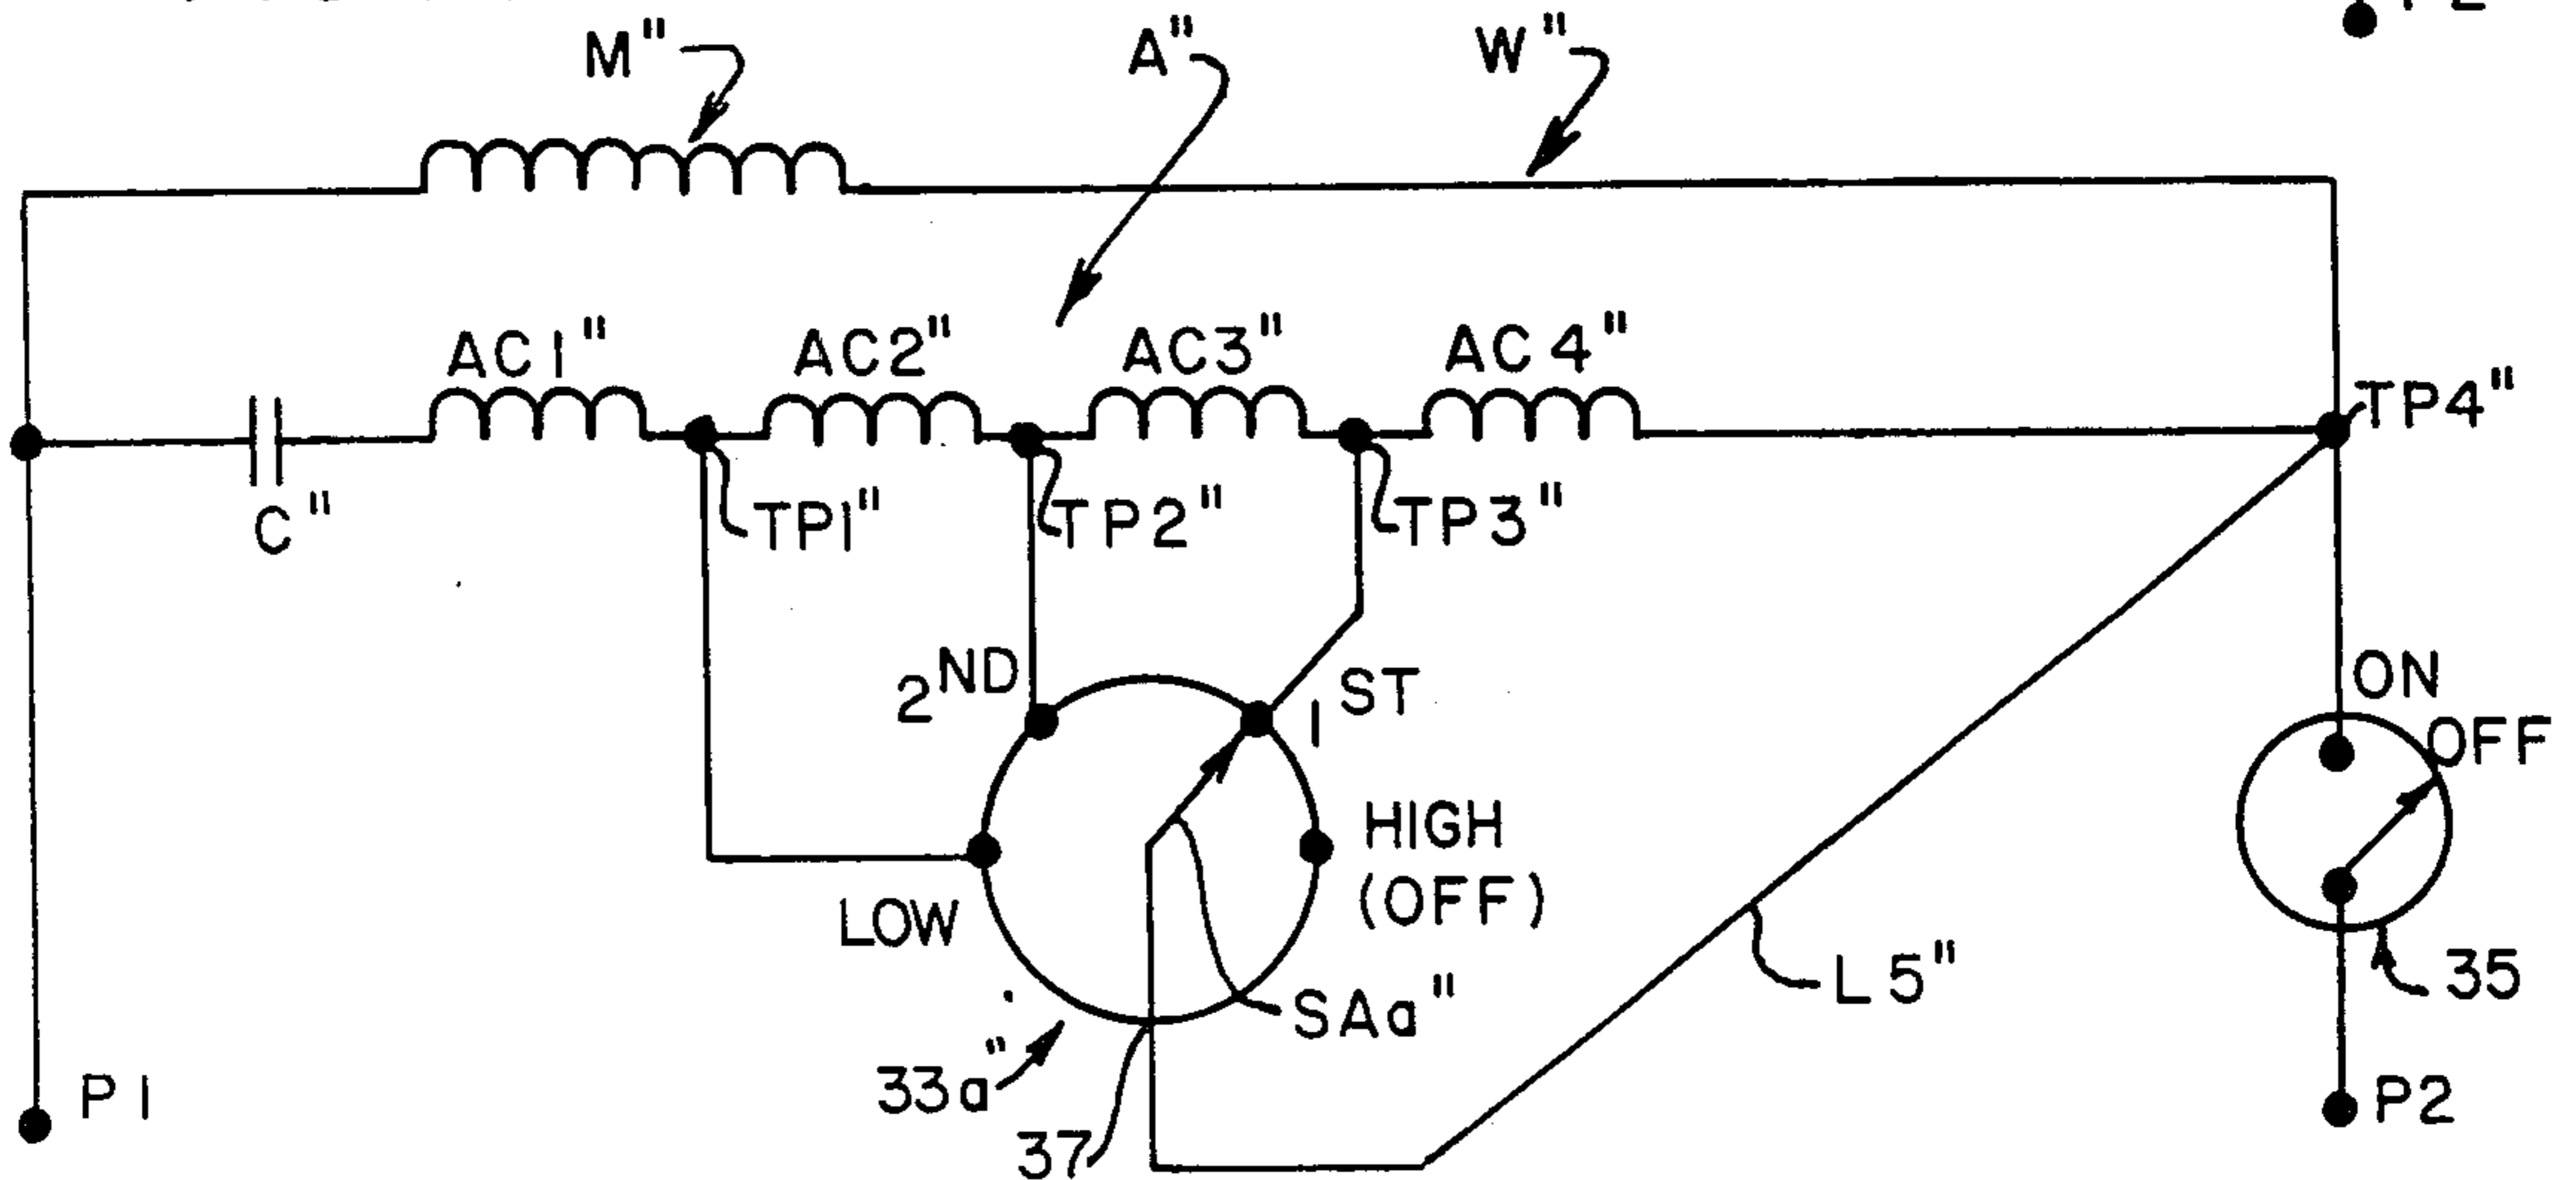 M" A" W"
AC1" AC2" AC3" AC4"
TP4"
C" TP1" TP2" TP3"
2ND 1ST ON
OFF
HIGH
(OFF)
LOW
L5" 35
SAa"
33a"
P1 P2
37